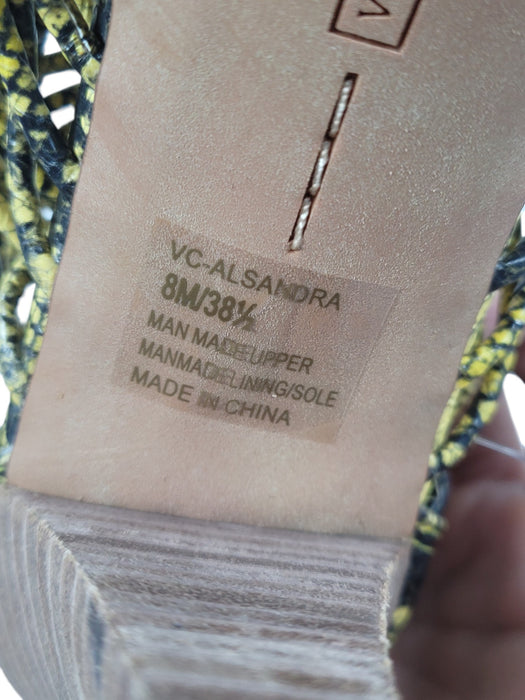 V
VC-ALSANDRA
8M/38½
MAN MADE UPPER
MANMADE LINING/SOLE
MADE IN CHINA